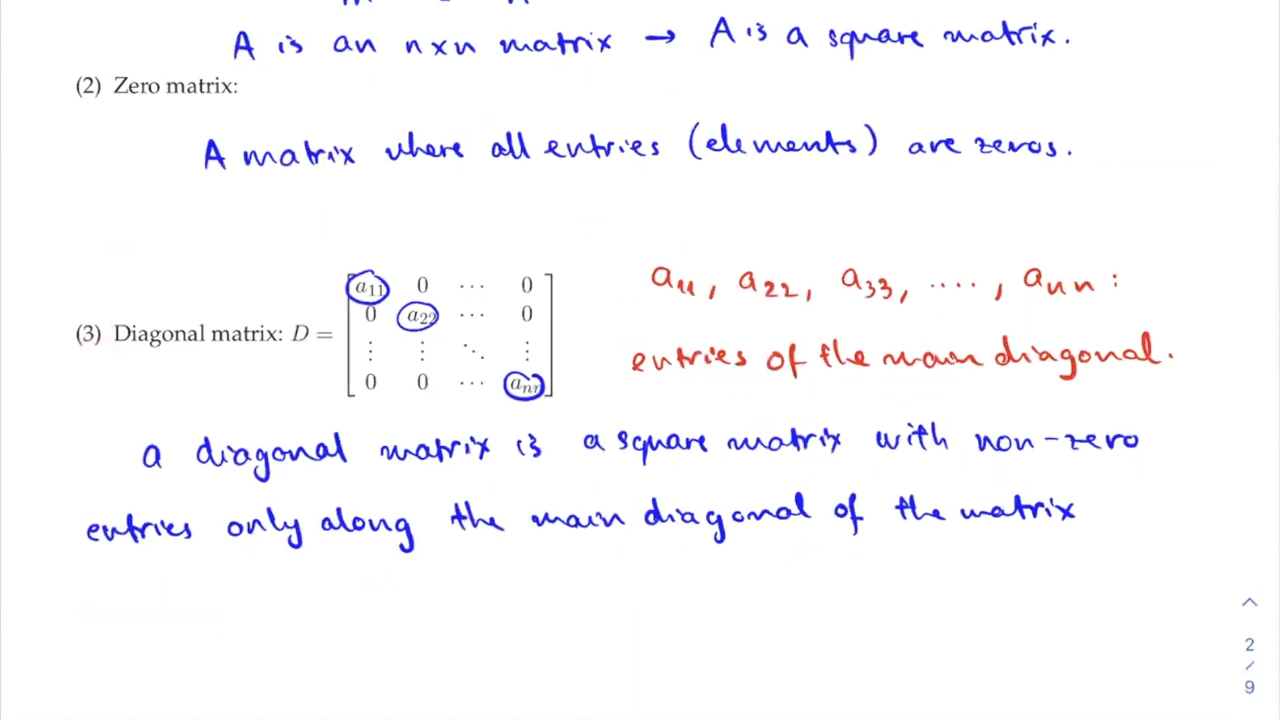 A is an n×n matrix → A is a square matrix.
(2) Zero matrix:
A matrix where all entries (elements) are zeros.
(3) Diagonal matrix: D =
a11 0 ⋯ 0
0 a22 ⋯ 0
⋮ ⋮ ⋱ ⋮
0 0 ⋯ ann
a11, a22, a33, ...., ann :
entries of the main diagonal.
a diagonal matrix is a square matrix with non-zero
entries only along the main diagonal of the matrix
2
/
9